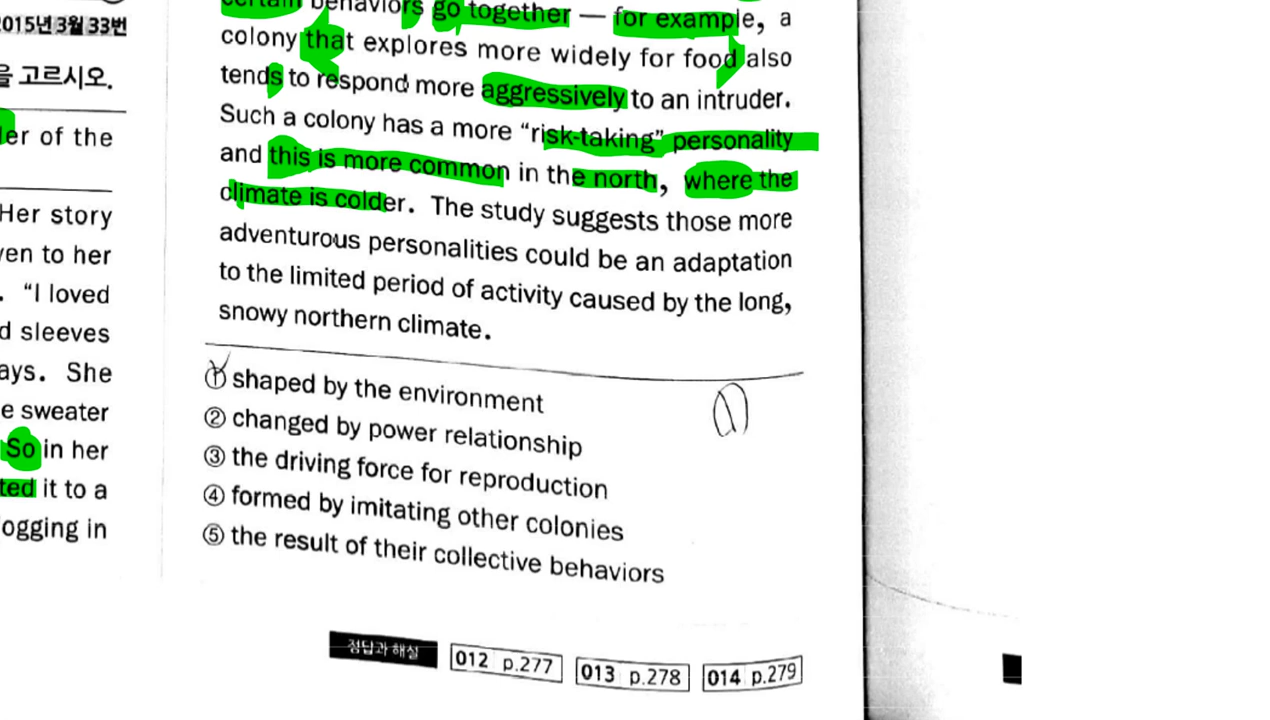 2015년 3월 33번
을 고르시오.
er of the
Her story
ven to her
. "I loved
d sleeves
ays. She
e sweater
So in her
ted it to a
ogging in
certain behaviors go together — for example, a
colony that explores more widely for food also
tends to respond more aggressively to an intruder.
Such a colony has a more "risk-taking" personality
and this is more common in the north, where the
climate is colder. The study suggests those more
adventurous personalities could be an adaptation
to the limited period of activity caused by the long,
snowy northern climate.
① shaped by the environment
② changed by power relationship
③ the driving force for reproduction
④ formed by imitating other colonies
⑤ the result of their collective behaviors
정답과 해설 012 p.277 013 p.278 014 p.279